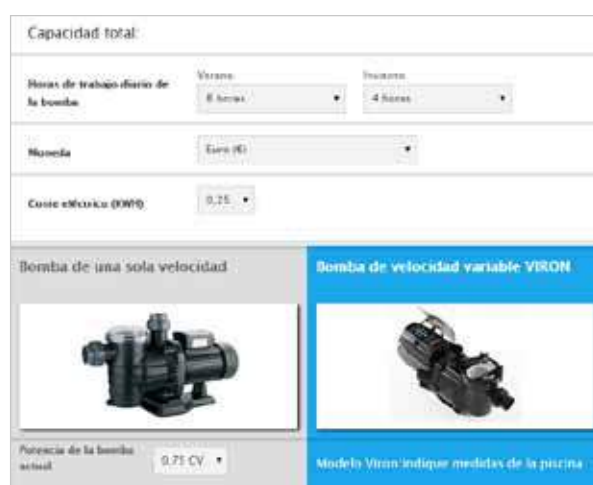 Capacidad total:
Verano Invierno
Horas de trabajo diario de
la bomba
8 horas 4 horas
Moneda
Euro (€)
Coste eléctrico (KWH)
0,25
Bomba de una sola velocidad
Bomba de velocidad variable VIRON
Potencia de la bomba
actual
0.75 CV
Modelo Viron:indique medidas de la piscina